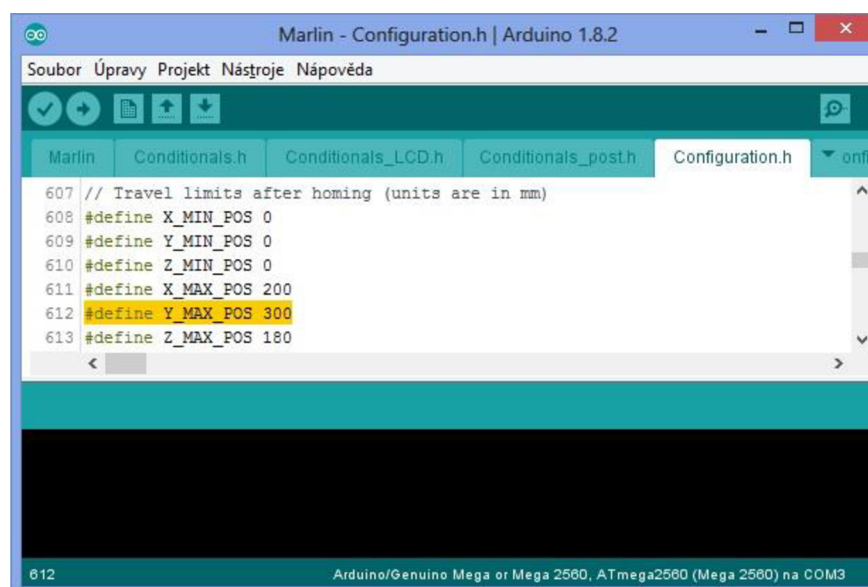 Marlin - Configuration.h | Arduino 1.8.2
Soubor Úpravy Projekt Nástroje Nápověda
Marlin Conditionals.h Conditionals_LCD.h Conditionals_post.h Configuration.h onfi
607 // Travel limits after homing (units are in mm)
608 #define X_MIN_POS 0
609 #define Y_MIN_POS 0
610 #define Z_MIN_POS 0
611 #define X_MAX_POS 200
612 #define Y_MAX_POS 300
613 #define Z_MAX_POS 180
612 Arduino/Genuino Mega or Mega 2560, ATmega2560 (Mega 2560) na COM3